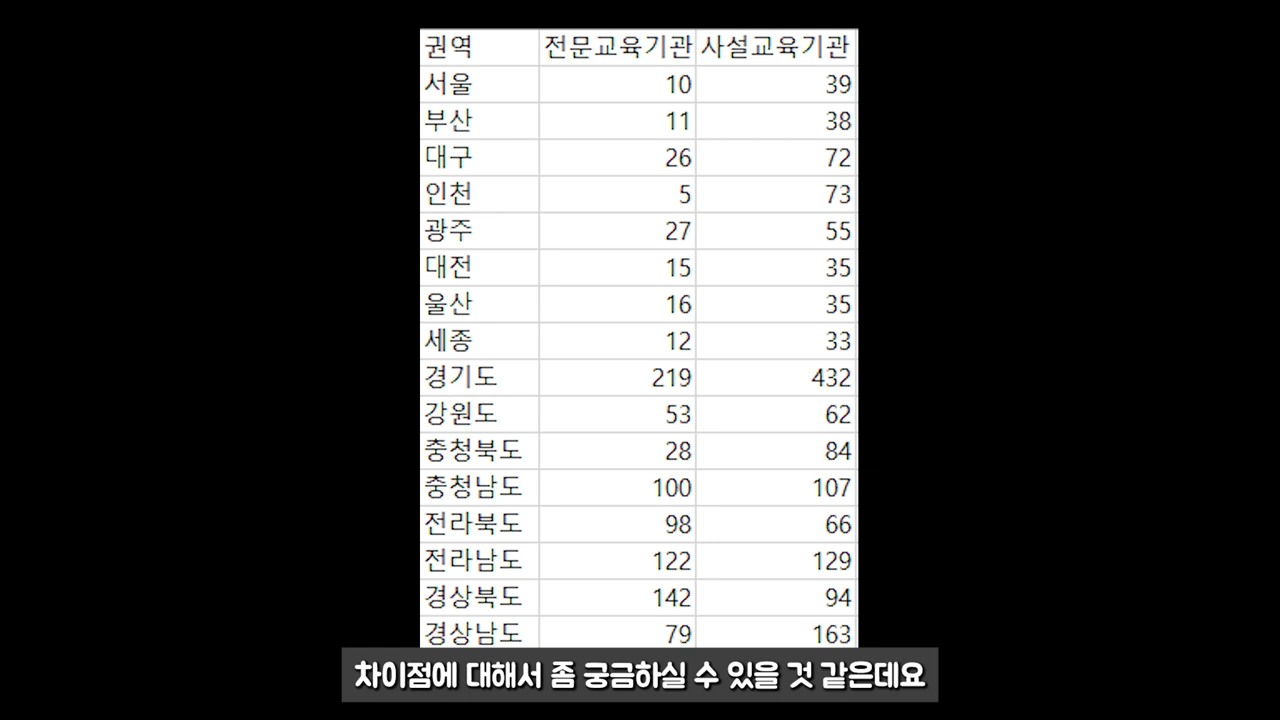 권역 전문교육기관 사설교육기관
서울 10 39
부산 11 38
대구 26 72
인천 5 73
광주 27 55
대전 15 35
울산 16 35
세종 12 33
경기도 219 432
강원도 53 62
충청북도 28 84
충청남도 100 107
전라북도 98 66
전라남도 122 129
경상북도 142 94
경상남도 79 163
차이점에 대해서 좀 궁금하실 수 있을 것 같은데요